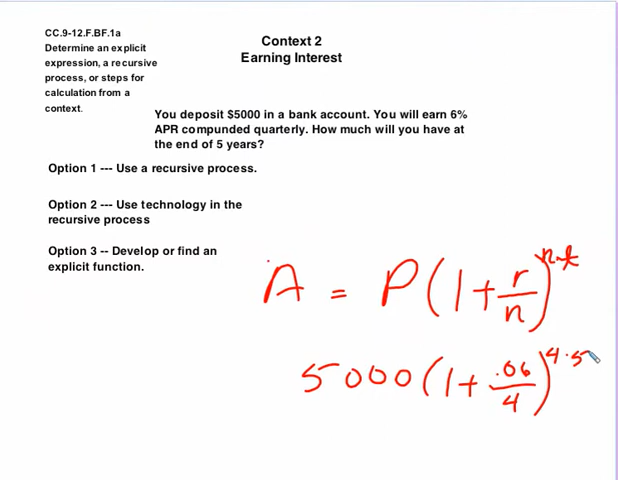 CC.9-12.F.BF.1a
Determine an explicit
expression, a recursive
process, or steps for
calculation from a
context.
Context 2
Earning Interest
You deposit $5000 in a bank account. You will earn 6%
APR compunded quarterly. How much will you have at
the end of 5 years?
Option 1 --- Use a recursive process.
Option 2 --- Use technology in the
recursive process
Option 3 -- Develop or find an
explicit function.
A = P(1+r/n)^n·t
5000(1+.06/4)^4·5